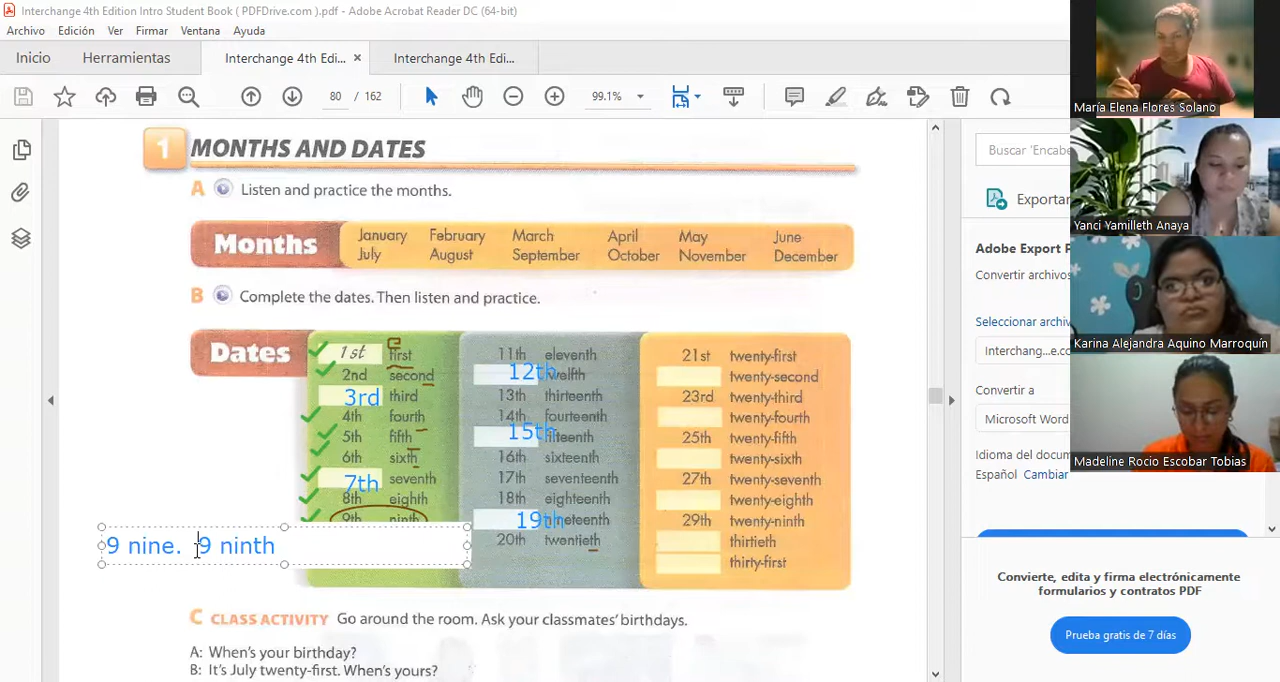 Interchange 4th Edition Intro Student Book ( PDFDrive.com ).pdf - Adobe Acrobat Reader DC (64-bit)
Archivo Edición Ver Firmar Ventana Ayuda
Inicio Herramientas Interchange 4th Edi... × Interchange 4th Edi...
80 / 162 99.1%
1 MONTHS AND DATES
A Listen and practice the months.
Months
January February March April May June
July August September October November December
B Complete the dates. Then listen and practice.
Dates
1st first
2nd second
3rd third
4th fourth
5th fifth
6th sixth
7th seventh
8th eighth
9th ninth
9 nine. 9 ninth
11th eleventh
12th
13th thirteenth
14th fourteenth
15th
16th sixteenth
17th seventeenth
18th eighteenth
19th
20th twentieth
21st twenty-first
twenty-second
23rd twenty-third
twenty-fourth
25th twenty-fifth
twenty-sixth
27th twenty-seventh
twenty-eighth
29th twenty-ninth
thirtieth
thirty-first
C CLASS ACTIVITY Go around the room. Ask your classmates' birthdays.
A: When's your birthday?
B: It's July twenty-first. When's yours?
Buscar 'Encabe
Exportar
Adobe Export P
Convertir archivos
Seleccionar archiv
Interchang...e.co
Convertir a
Microsoft Word
Idioma del docum
Español Cambiar
Convierte, edita y firma electrónicamente
formularios y contratos PDF
Prueba gratis de 7 días
María Elena Flores Solano
Yanci Yamilleth Anaya
Karina Alejandra Aquino Marroquín
Madeline Rocio Escobar Tobias